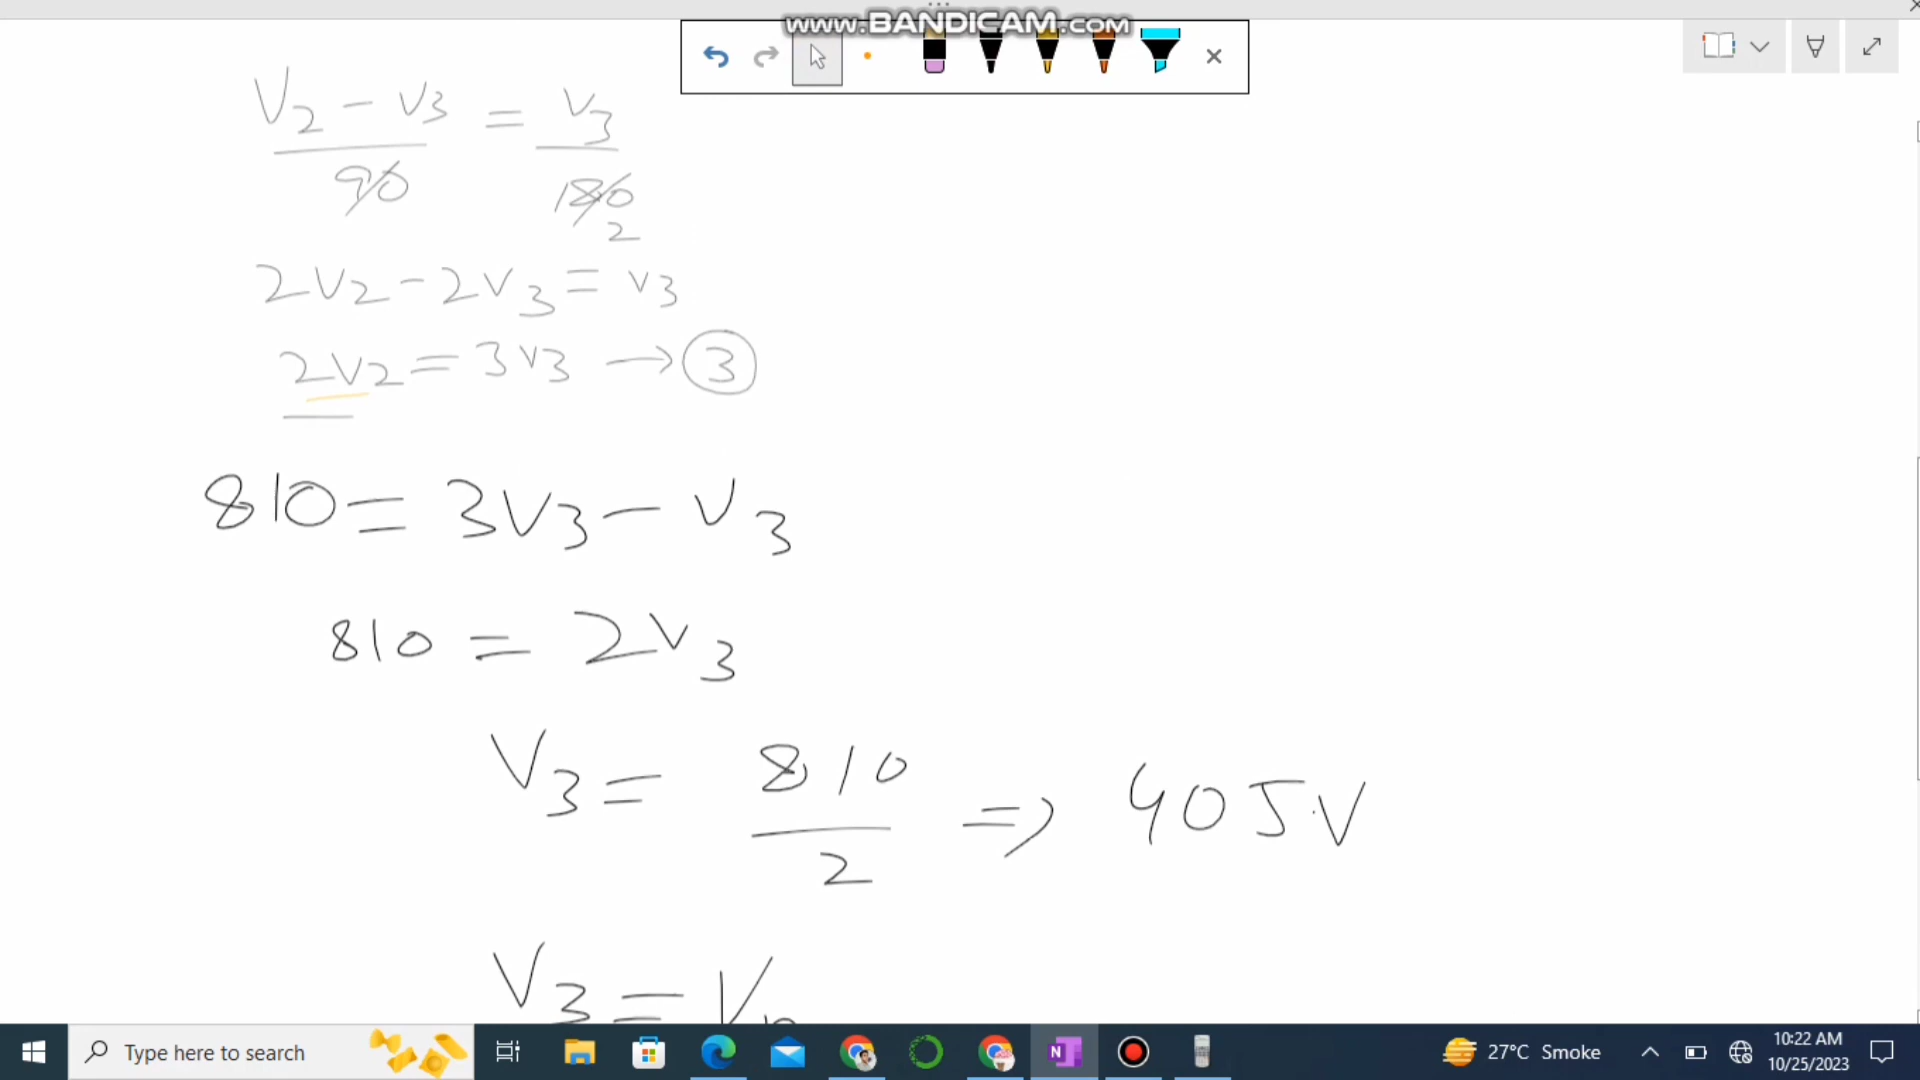 www.BANDICAM.com
V2 - V3 = V3
90 180
2
2V2 - 2V3 = V3
2V2 = 3V3 → 3
810 = 3V3 - V3
810 = 2V3
V3 = 810 ⇒ 405V
2
V3 =
Type here to search
27°C Smoke
10:22 AM
10/25/2023